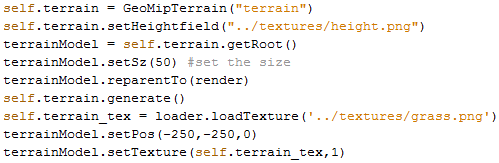 self.terrain = GeoMipTerrain("terrain")
self.terrain.setHeightfield("../textures/height.png")
terrainModel = self.terrain.getRoot()
terrainModel.setSz(50) #set the size
terrainModel.reparentTo(render)
self.terrain.generate()
self.terrain_tex = loader.loadTexture('../textures/grass.png')
terrainModel.setPos(-250,-250,0)
terrainModel.setTexture(self.terrain_tex,1)